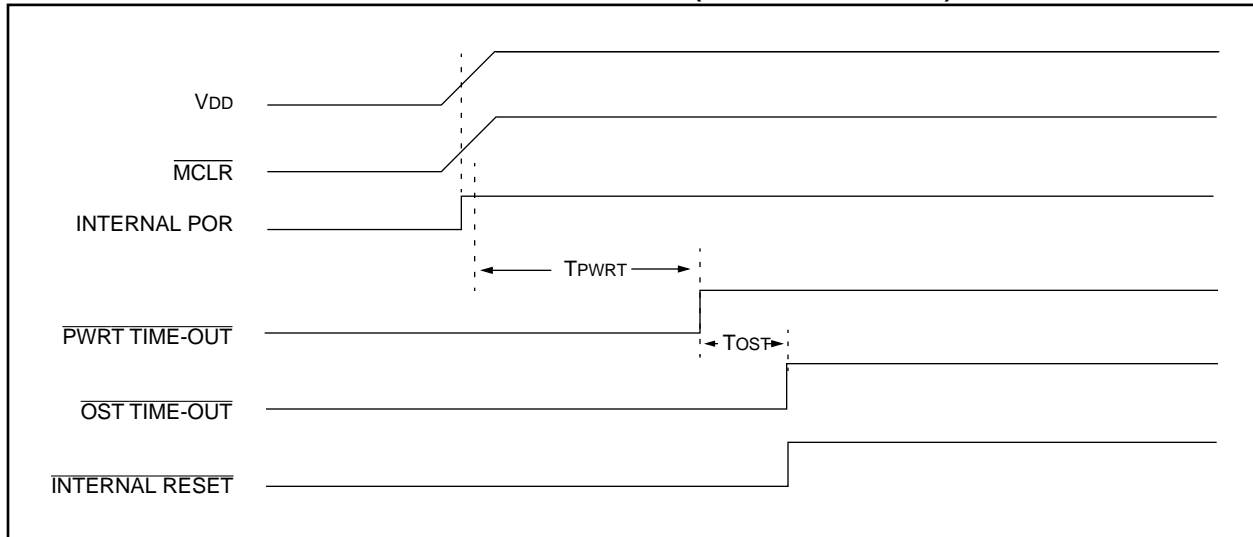 VDD
MCLR
INTERNAL POR
TPWRT
PWRT TIME-OUT
TOST
OST TIME-OUT
INTERNAL RESET